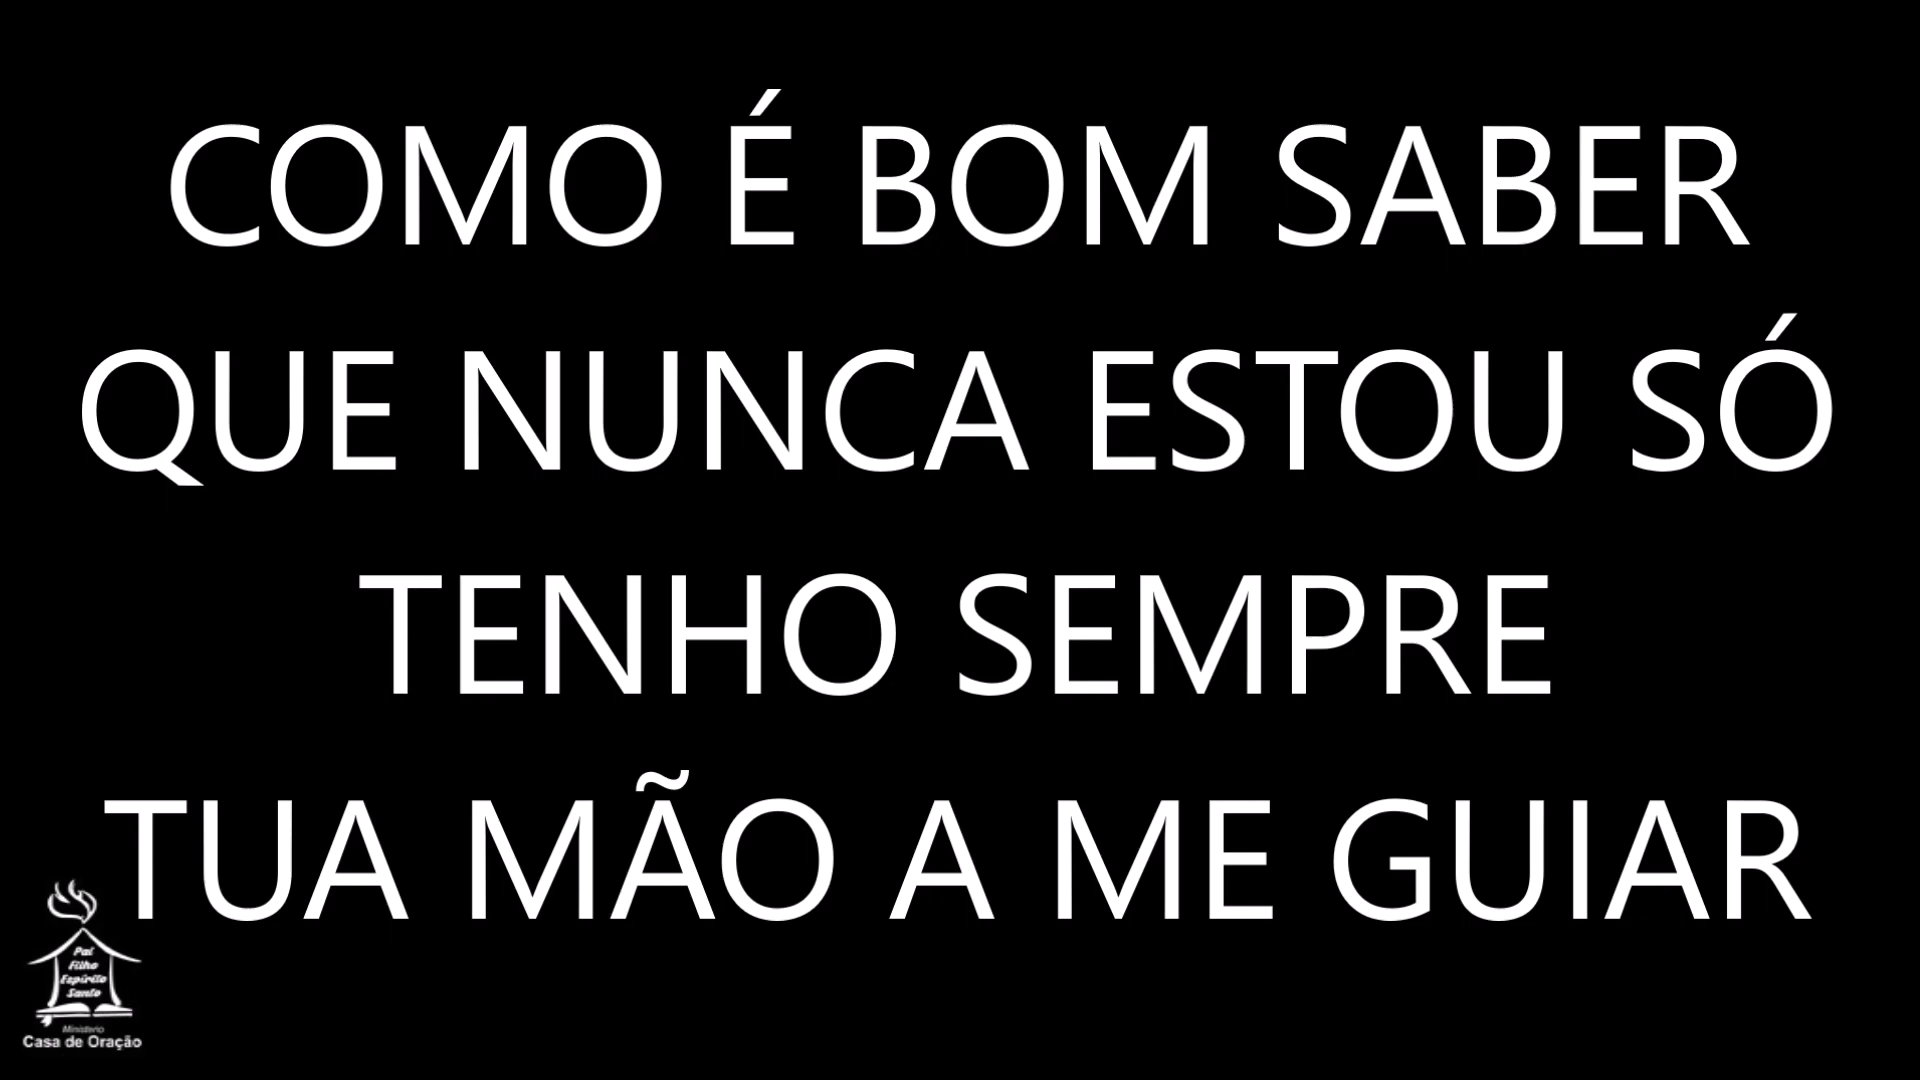 COMO É BOM SABER
QUE NUNCA ESTOU SÓ
TENHO SEMPRE
TUA MÃO A ME GUIAR
Pai
Filho
Espírito
Santo
Ministerio
Casa de Oração